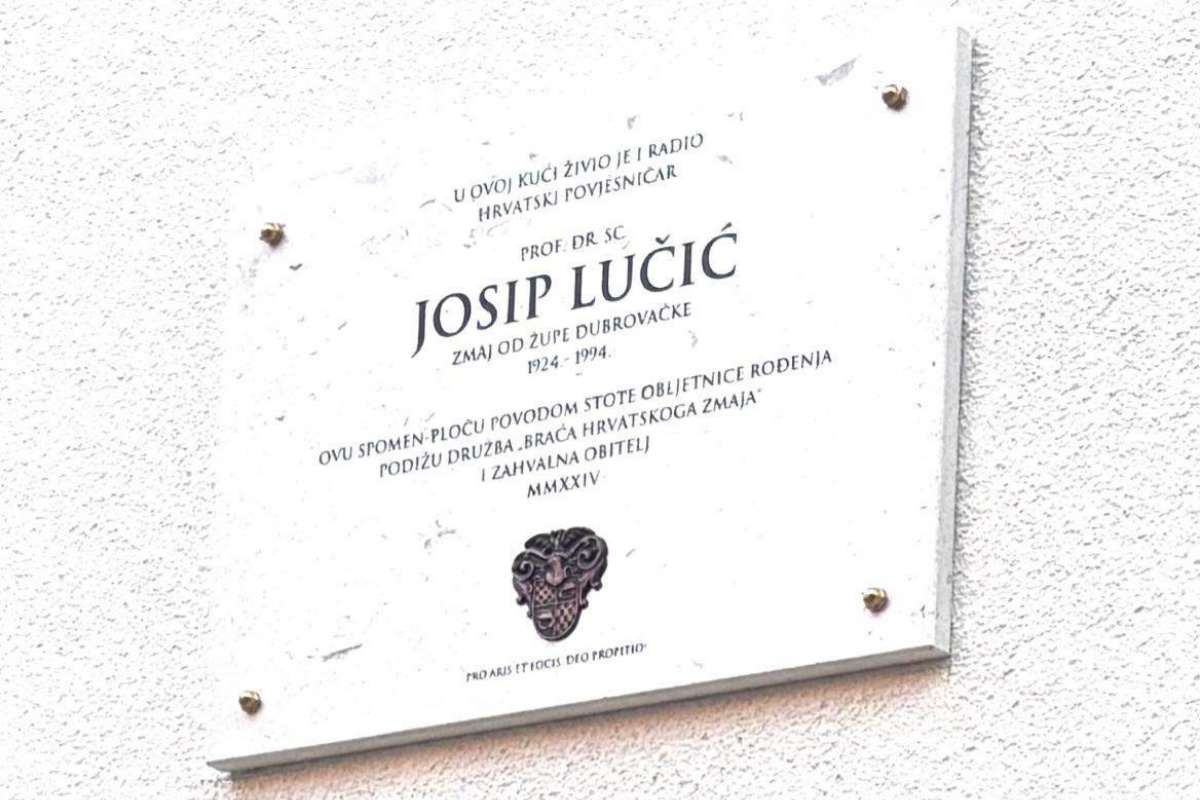 U OVOJ KUĆI ŽIVIO JE I RADIO
HRVATSKI POVJESNIČAR
PROF. DR. SC.
JOSIP LUČIĆ
ZMAJ OD ŽUPE DUBROVAČKE
1924. - 1994.
OVU SPOMEN-PLOČU POVODOM STOTE OBLJETNICE ROĐENJA
PODIŽU DRUŽBA „BRAĆA HRVATSKOGA ZMAJA"
I ZAHVALNA OBITELJ
MMXXIV
PRO ARIS ET FOCIS DEO PROPITIO